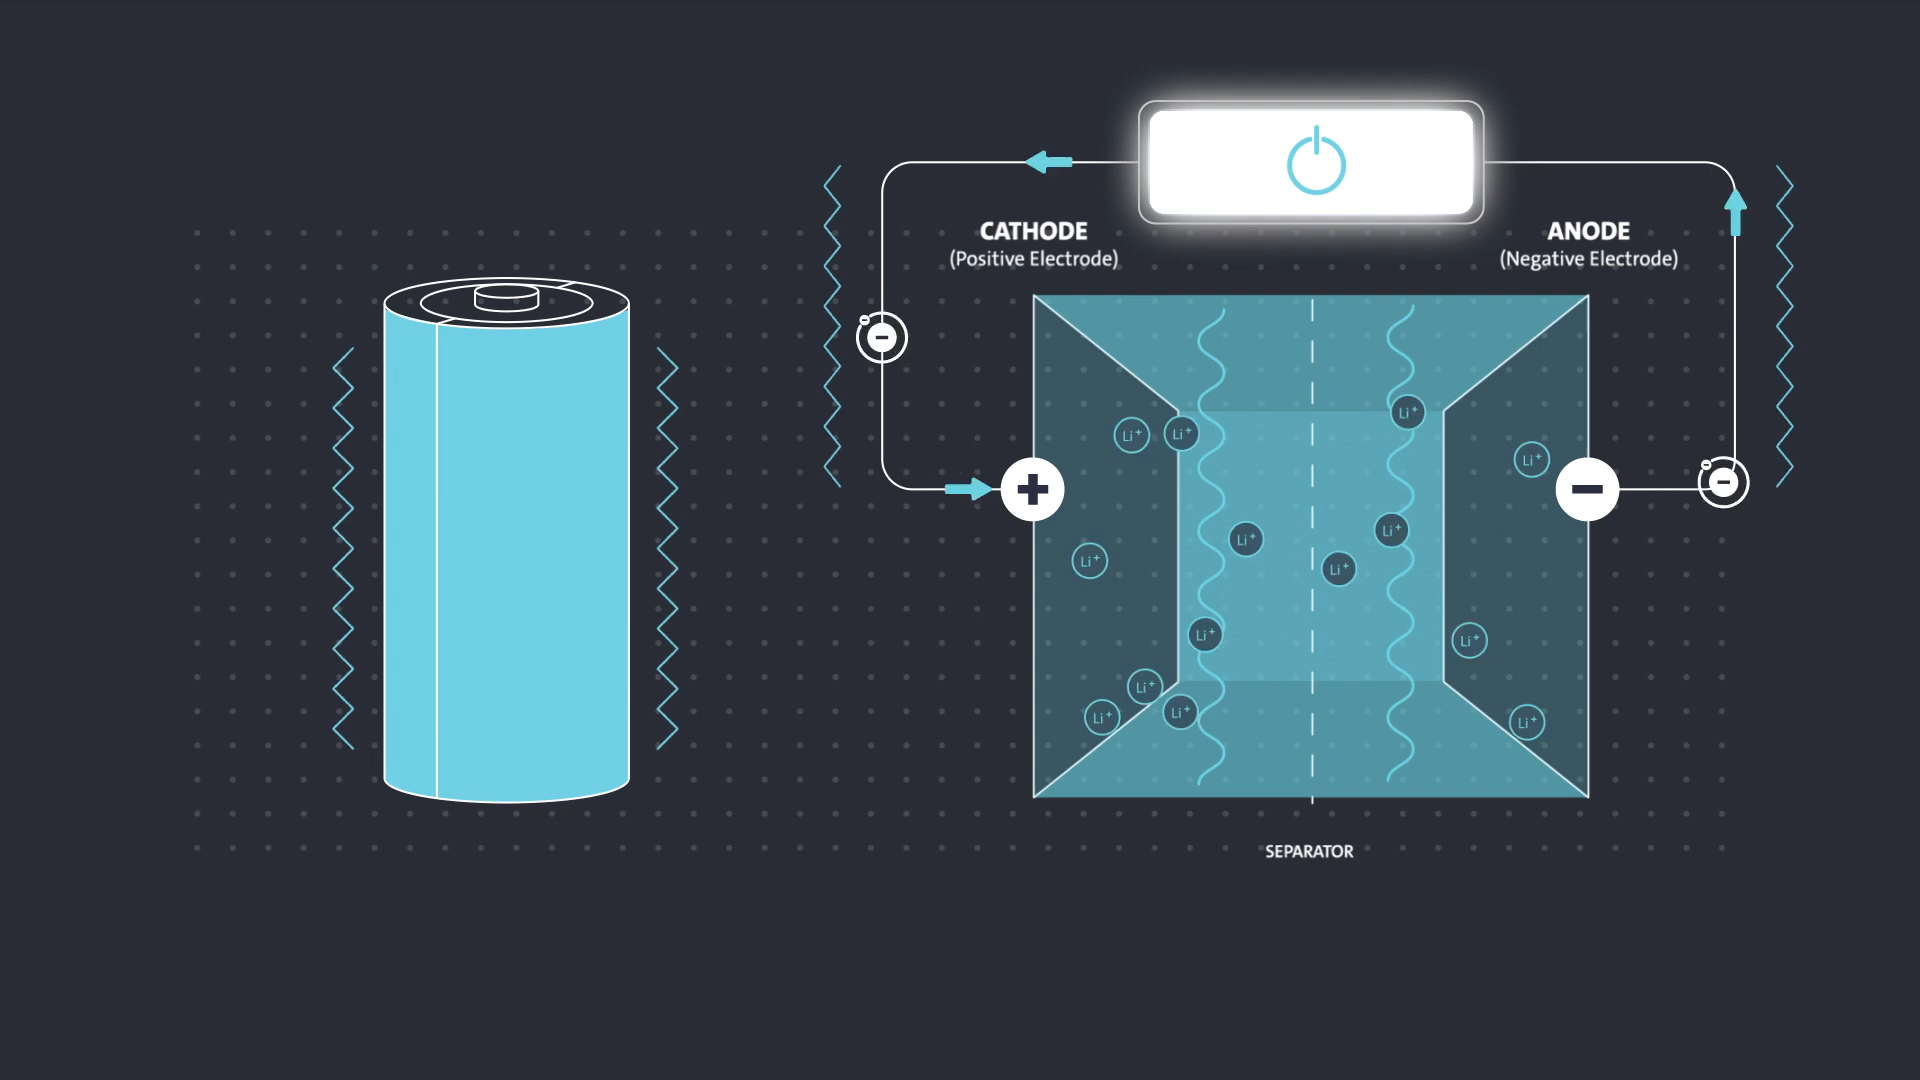 CATHODE
(Positive Electrode)
ANODE
(Negative Electrode)
Li+
Li+
Li+
Li+
Li+
Li+
Li+
Li+
Li+
Li+
Li+
Li+
Li+
Li+
SEPARATOR